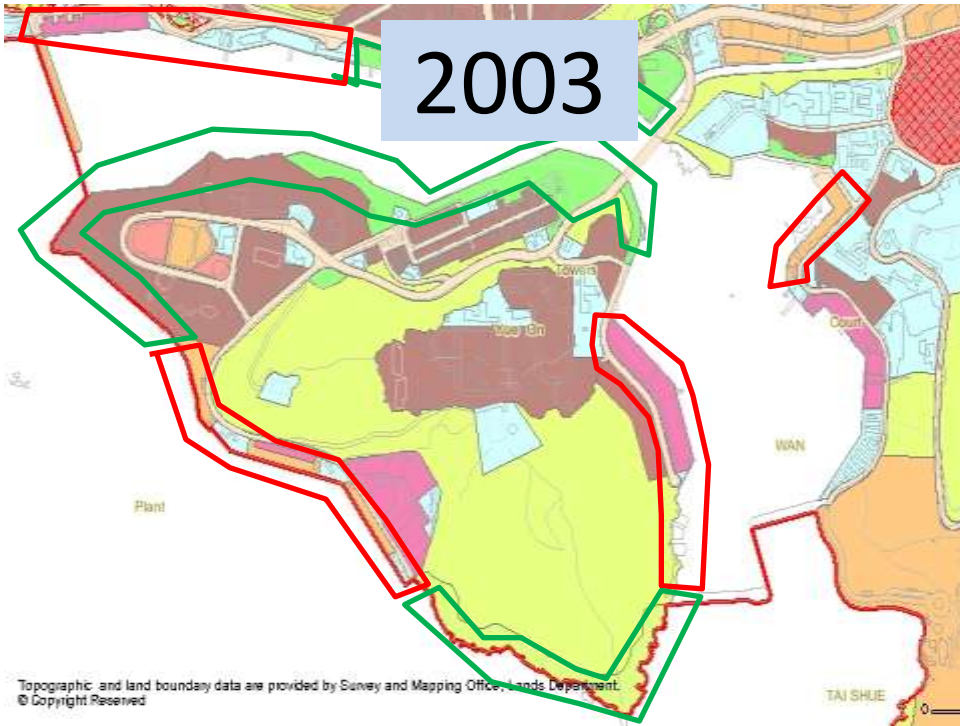 2003
Towers
Court
WAN
Plant
Topographic and land boundary data are provided by Survey and Mapping Office, Lands Department.
© Copyright Reserved
TAI SHUE
0